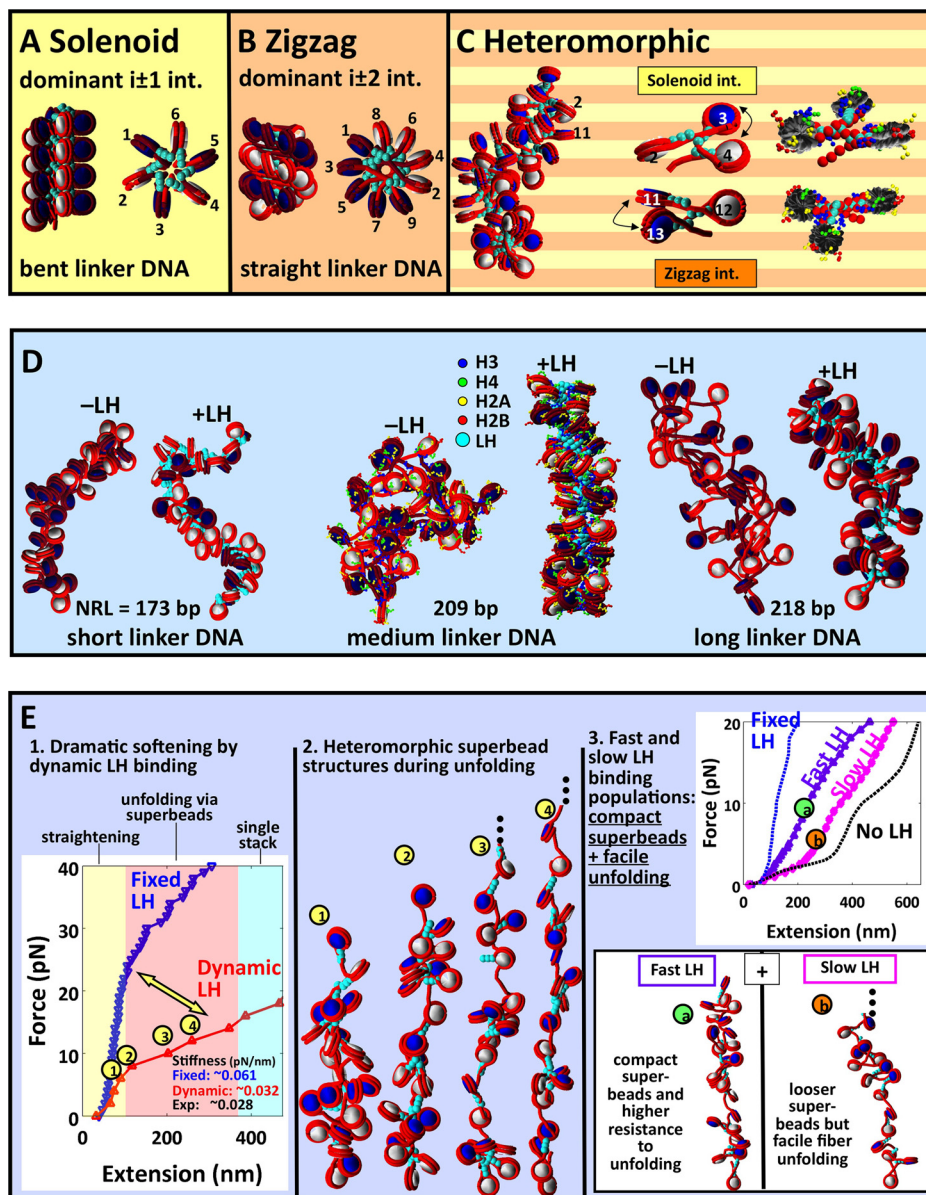 A Solenoid
dominant i±1 int.
1
6
5
2
4
3
bent linker DNA
B Zigzag
dominant i±2 int.
8
1
6
3
4
2
5
7
9
straight linker DNA
C Heteromorphic
Solenoid int.
2
11
3
2
4
11
12
13
Zigzag int.
D
–LH
+LH
NRL = 173 bp
short linker DNA
H3
H4
H2A
H2B
LH
–LH
+LH
209 bp
medium linker DNA
–LH
+LH
218 bp
long linker DNA
E
1. Dramatic softening by
dynamic LH binding
unfolding via
superbeads
straightening
single
stack
40
30
20
10
0
Force (pN)
Fixed
LH
Dynamic
LH
1
2
3
4
Stiffness (pN/nm)
Fixed: ~0.061
Dynamic: ~0.032
Exp: ~0.028
0
200
400
Extension (nm)
2. Heteromorphic superbead
structures during unfolding
1
2
3
4
3. Fast and
slow LH
binding
populations:
compact
superbeads
+ facile
unfolding
20
10
0
Force (pN)
Fixed
LH
Fast LH
Slow LH
No LH
a
b
0
200
400
600
Extension (nm)
Fast LH
+
Slow LH
a
compact
super-
beads and
higher
resistance
to
unfolding
b
looser
super-
beads but
facile fiber
unfolding